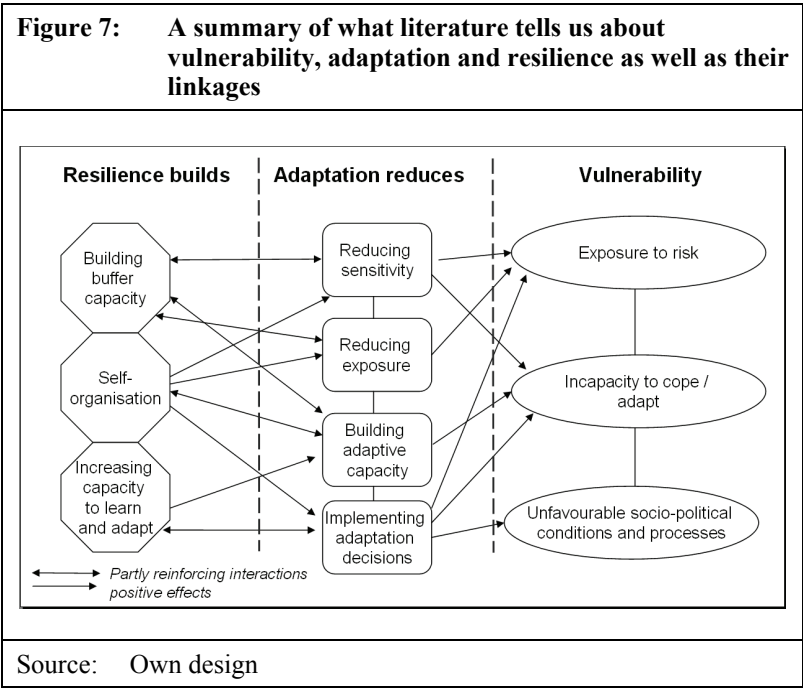 Figure 7: A summary of what literature tells us about
vulnerability, adaptation and resilience as well as their
linkages
Resilience builds
Adaptation reduces
Vulnerability
Building
buffer
capacity
Self-
organisation
Increasing
capacity
to learn
and adapt
Reducing
sensitivity
Reducing
exposure
Building
adaptive
capacity
Implementing
adaptation
decisions
Exposure to risk
Incapacity to cope /
adapt
Unfavourable socio-political
conditions and processes
Partly reinforcing interactions
positive effects
Source: Own design